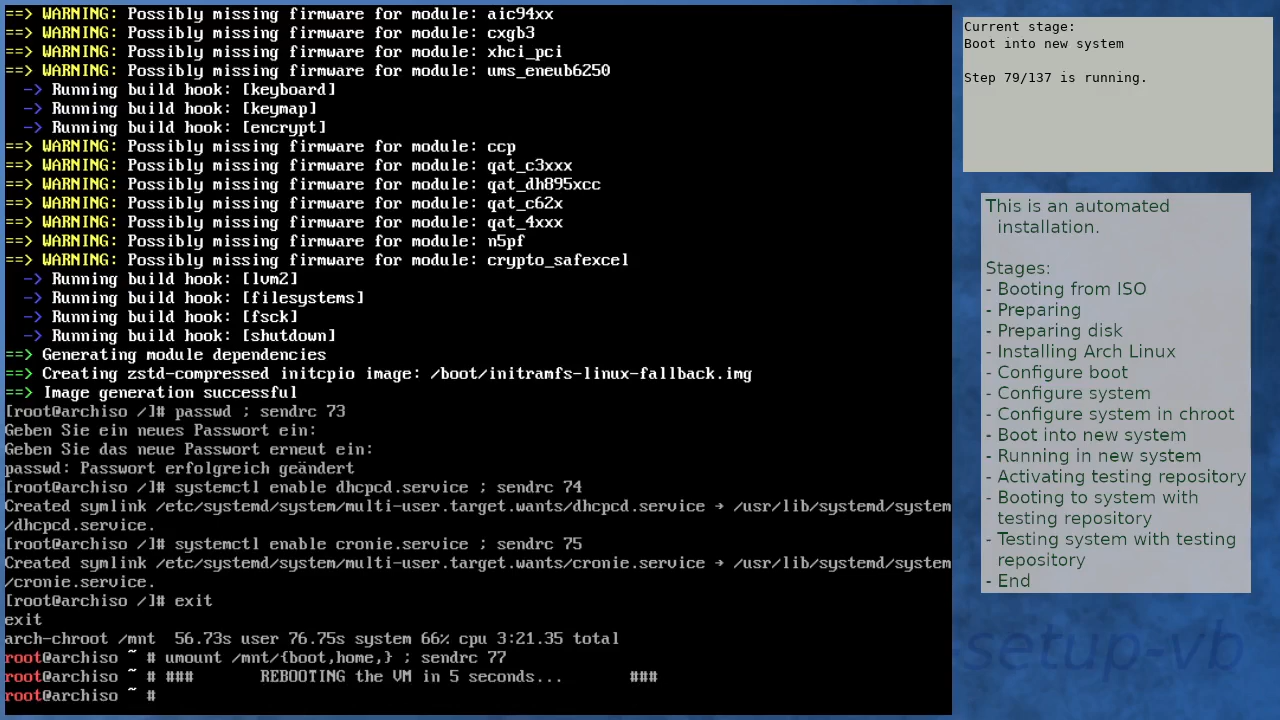 ==> WARNING: Possibly missing firmware for module: aic94xx
==> WARNING: Possibly missing firmware for module: cxgb3
==> WARNING: Possibly missing firmware for module: xhci_pci
==> WARNING: Possibly missing firmware for module: ums_eneub6250
-> Running build hook: [keyboard]
-> Running build hook: [keymap]
-> Running build hook: [encrypt]
==> WARNING: Possibly missing firmware for module: ccp
==> WARNING: Possibly missing firmware for module: qat_c3xxx
==> WARNING: Possibly missing firmware for module: qat_dh895xcc
==> WARNING: Possibly missing firmware for module: qat_c62x
==> WARNING: Possibly missing firmware for module: qat_4xxx
==> WARNING: Possibly missing firmware for module: n5pf
==> WARNING: Possibly missing firmware for module: crypto_safexcel
-> Running build hook: [lvm2]
-> Running build hook: [filesystems]
-> Running build hook: [fsck]
-> Running build hook: [shutdown]
==> Generating module dependencies
==> Creating zstd-compressed initcpio image: /boot/initramfs-linux-fallback.img
==> Image generation successful
[root@archiso /]# passwd ; sendrc 73
Geben Sie ein neues Passwort ein:
Geben Sie das neue Passwort erneut ein:
passwd: Passwort erfolgreich geändert
[root@archiso /]# systemctl enable dhcpcd.service ; sendrc 74
Created symlink /etc/systemd/system/multi-user.target.wants/dhcpcd.service → /usr/lib/systemd/system
/dhcpcd.service.
[root@archiso /]# systemctl enable cronie.service ; sendrc 75
Created symlink /etc/systemd/system/multi-user.target.wants/cronie.service → /usr/lib/systemd/system
/cronie.service.
[root@archiso /]# exit
exit
arch-chroot /mnt  56.73s user 76.75s system 66% cpu 3:21.35 total
root@archiso ~ # umount /mnt/{boot,home,} ; sendrc 77
root@archiso ~ # ###       REBOOTING the VM in 5 seconds...       ###
root@archiso ~ #
Current stage:
Boot into new system
Step 79/137 is running.
This is an automated
installation.
Stages:
- Booting from ISO
- Preparing
- Preparing disk
- Installing Arch Linux
- Configure boot
- Configure system
- Configure system in chroot
- Boot into new system
- Running in new system
- Activating testing repository
- Booting to system with
testing repository
- Testing system with testing
repository
- End
setup-vb